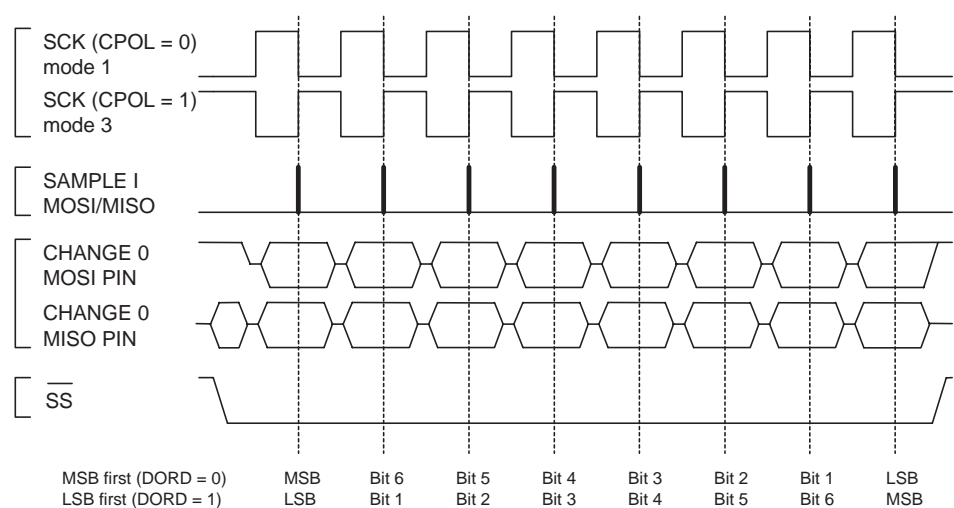 SCK (CPOL = 0)
mode 1
SCK (CPOL = 1)
mode 3
SAMPLE I
MOSI/MISO
CHANGE 0
MOSI PIN
CHANGE 0
MISO PIN
SS
MSB first (DORD = 0) MSB Bit 6 Bit 5 Bit 4 Bit 3 Bit 2 Bit 1 LSB
LSB first (DORD = 1) LSB Bit 1 Bit 2 Bit 3 Bit 4 Bit 5 Bit 6 MSB